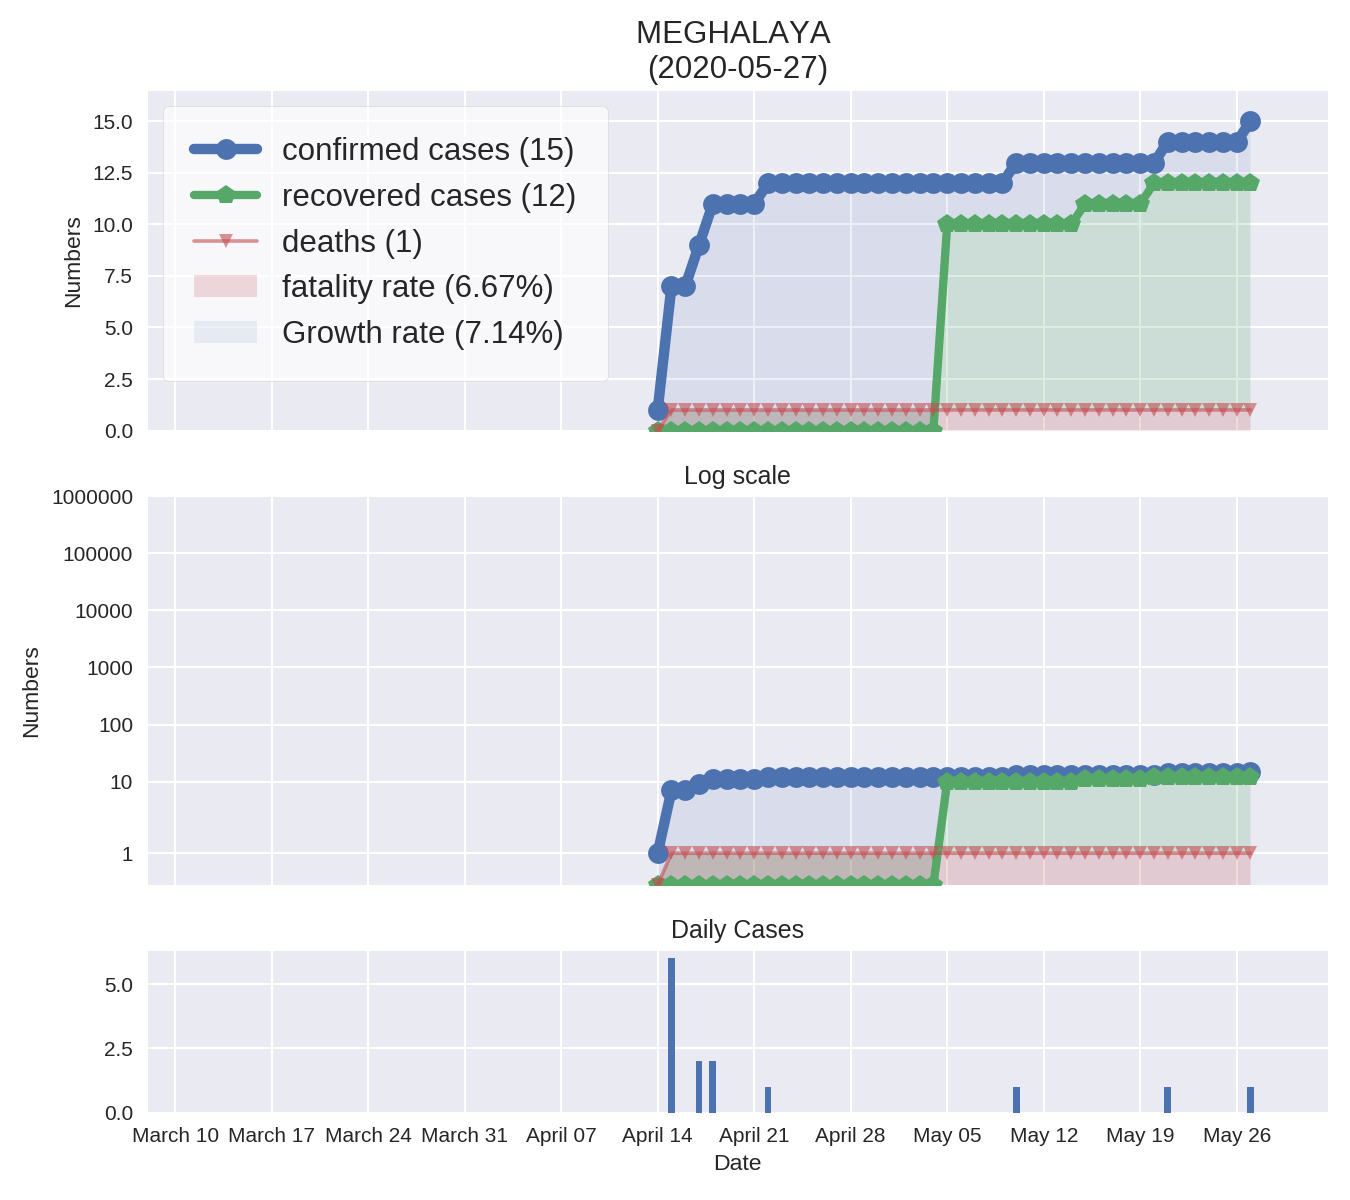 MEGHALAYA
(2020-05-27)
15.0
12.5
10.0
7.5
5.0
2.5
0.0
Numbers
confirmed cases (15)
recovered cases (12)
deaths (1)
fatality rate (6.67%)
Growth rate (7.14%)
Log scale
1000000
100000
10000
1000
100
10
1
Numbers
Daily Cases
5.0
2.5
0.0
March 10 March 17 March 24 March 31 April 07 April 14 April 21 April 28 May 05 May 12 May 19 May 26
Date